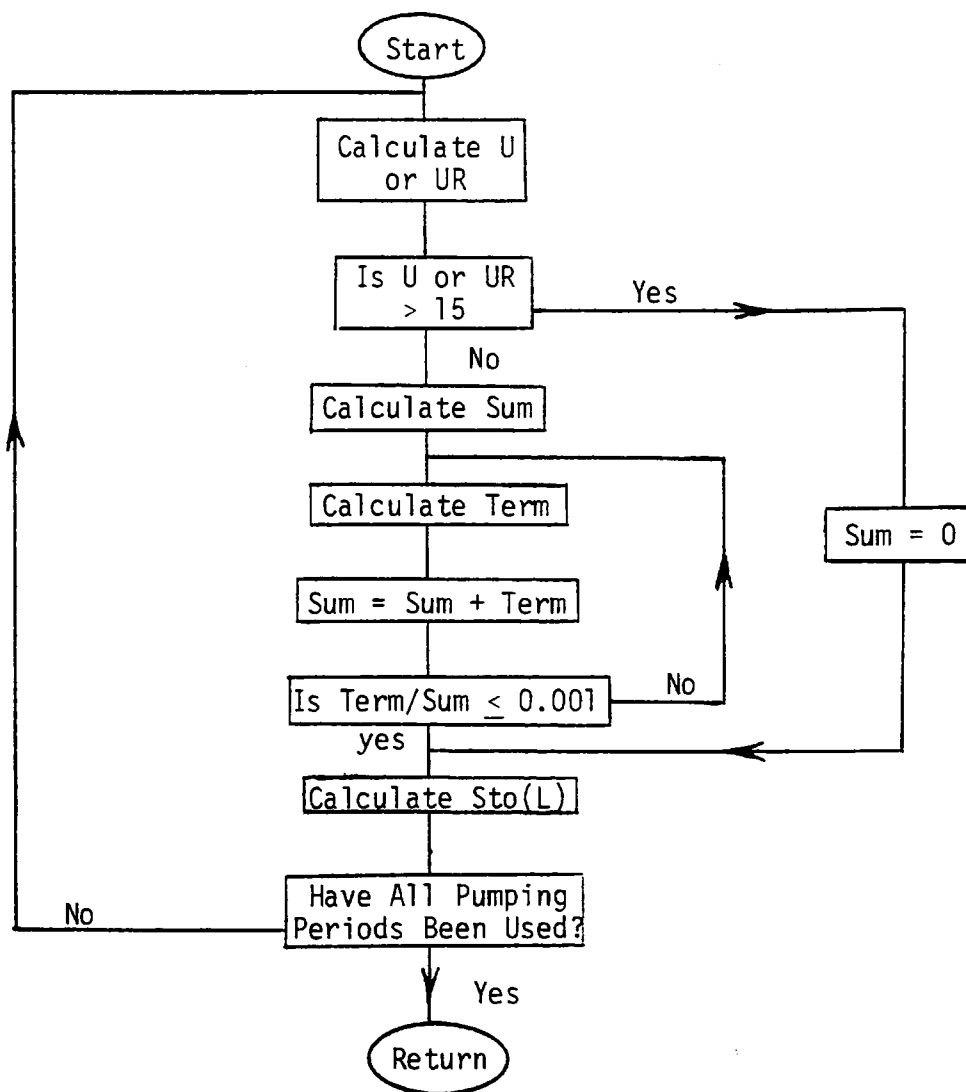 Start
Calculate U
or UR
Is U or UR
> 15
Yes
No
Calculate Sum
Calculate Term
Sum = 0
Sum = Sum + Term
Is Term/Sum ≤ 0.001
No
yes
Calculate Sto(L)
Have All Pumping
Periods Been Used?
No
Yes
Return